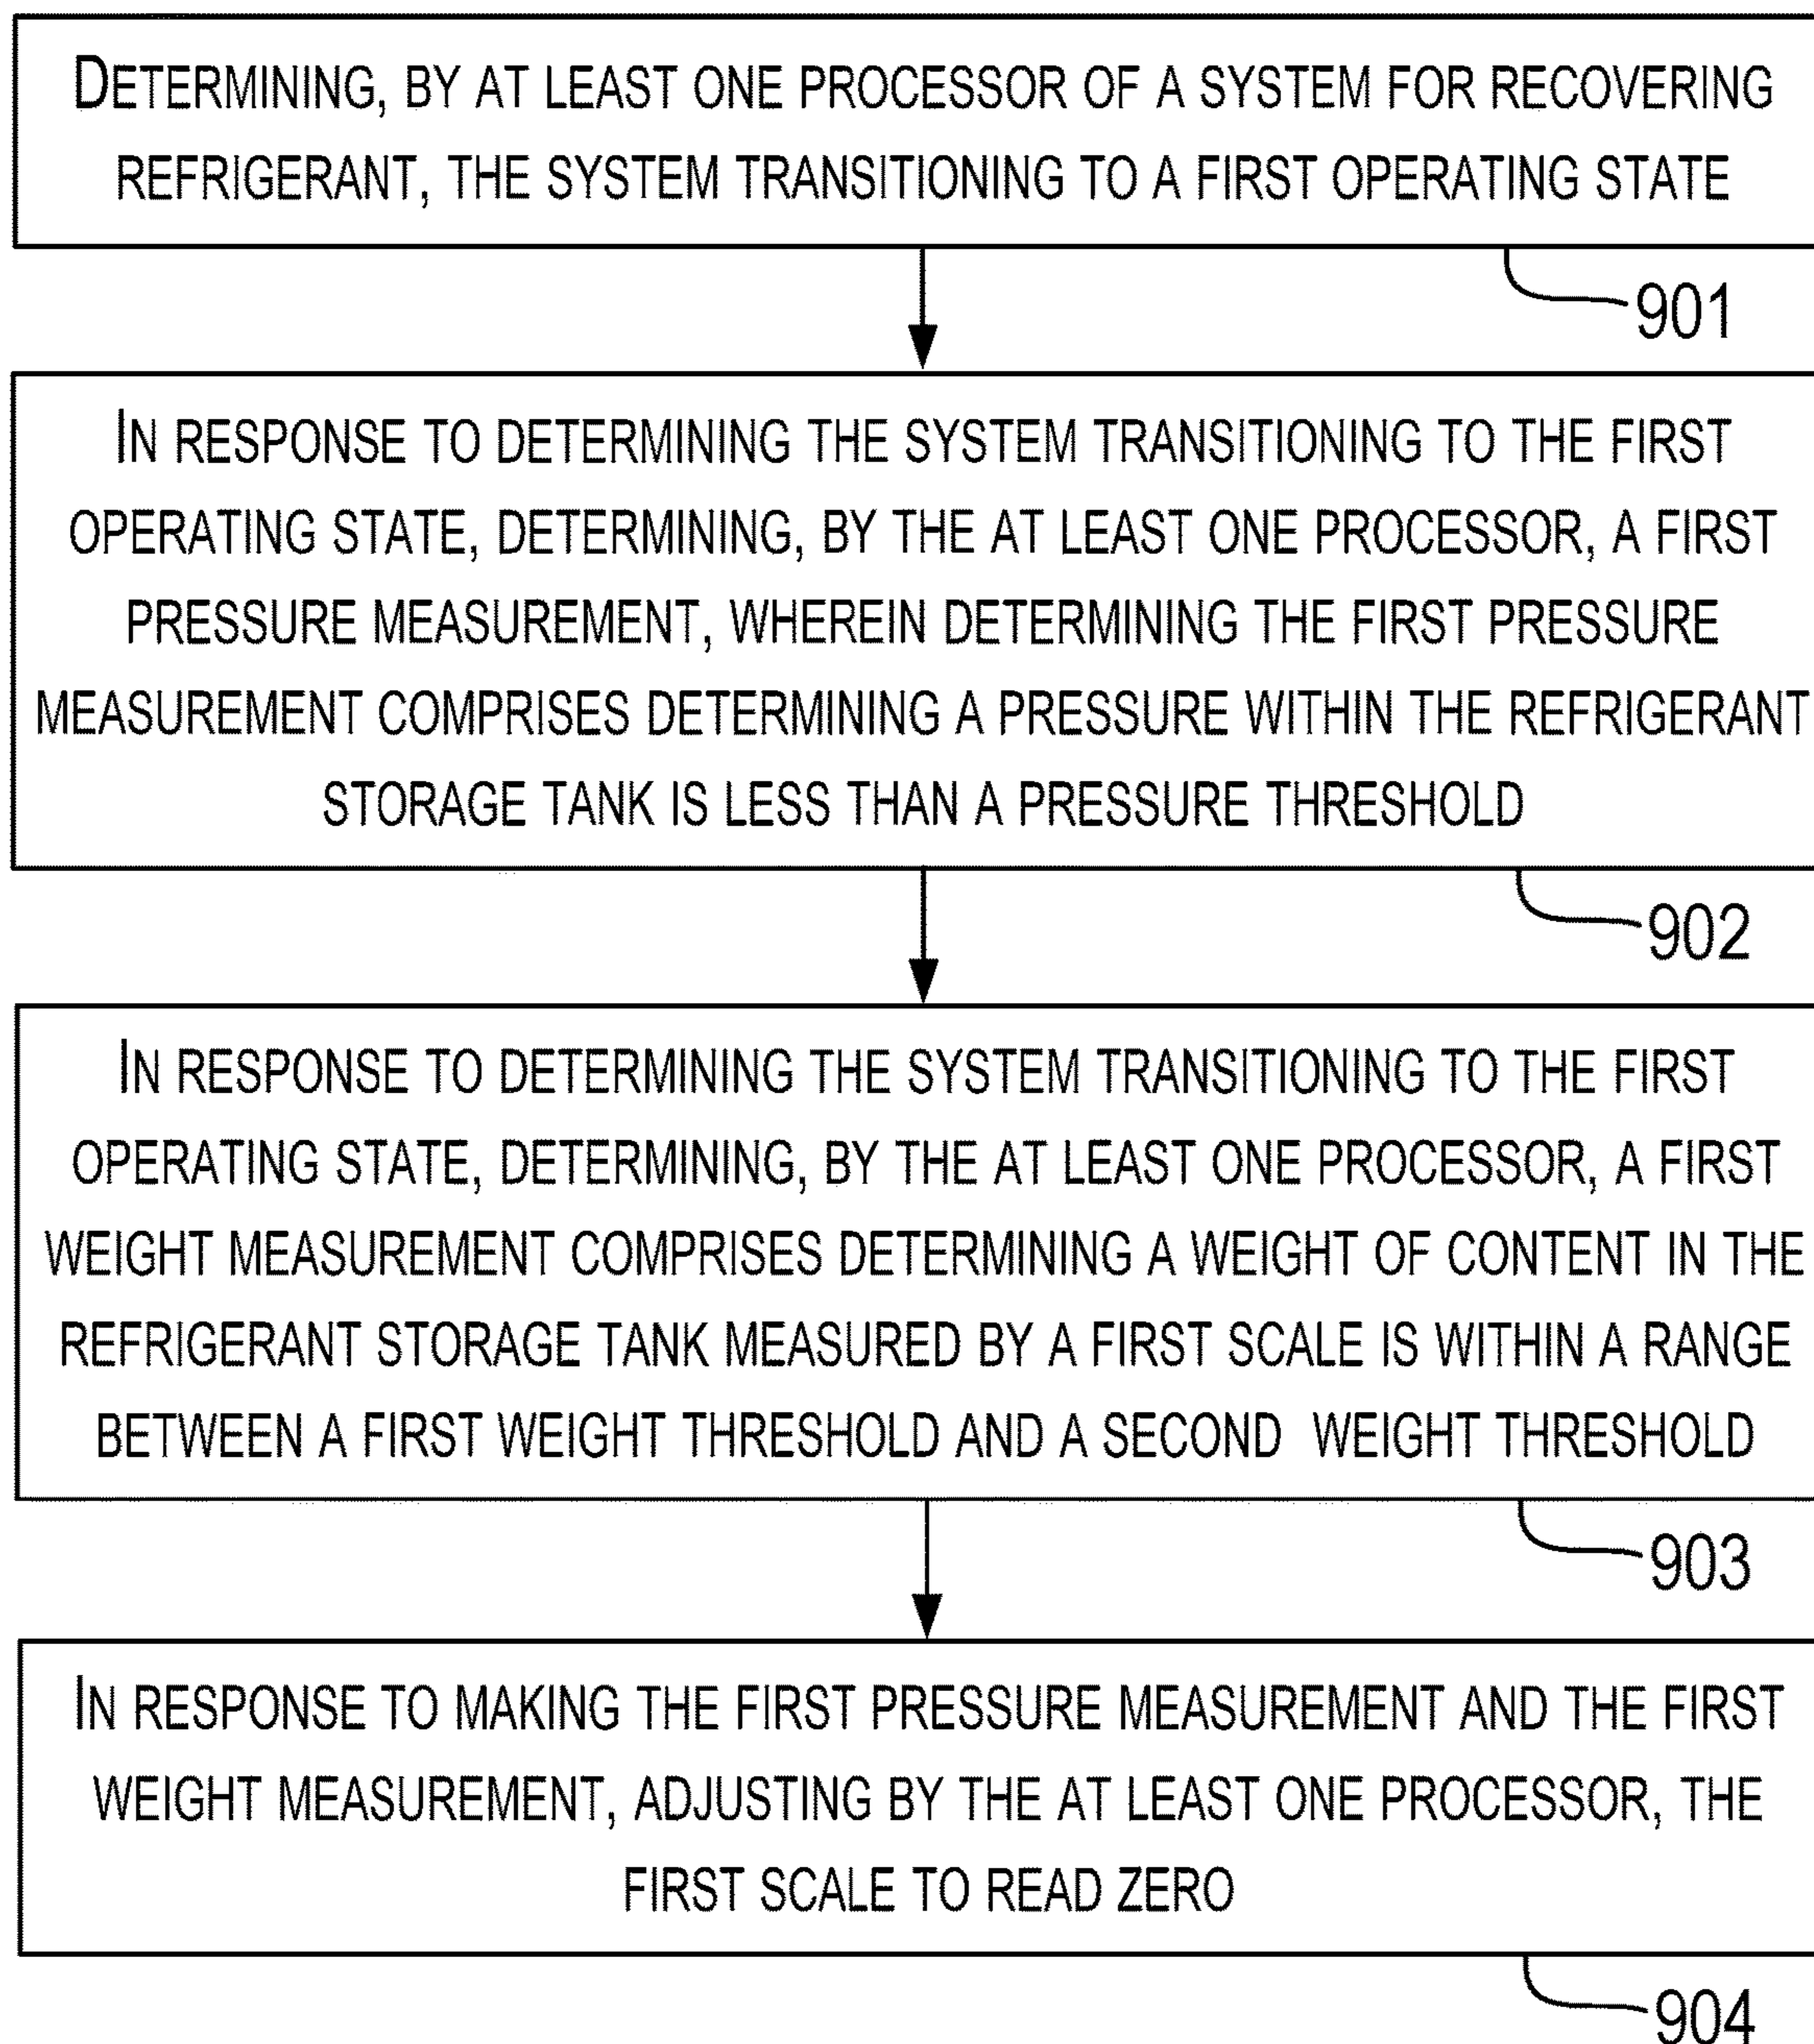 DETERMINING, BY AT LEAST ONE PROCESSOR OF A SYSTEM FOR RECOVERING
REFRIGERANT, THE SYSTEM TRANSITIONING TO A FIRST OPERATING STATE
901
IN RESPONSE TO DETERMINING THE SYSTEM TRANSITIONING TO THE FIRST
OPERATING STATE, DETERMINING, BY THE AT LEAST ONE PROCESSOR, A FIRST
PRESSURE MEASUREMENT, WHEREIN DETERMINING THE FIRST PRESSURE
MEASUREMENT COMPRISES DETERMINING A PRESSURE WITHIN THE REFRIGERANT
STORAGE TANK IS LESS THAN A PRESSURE THRESHOLD
902
IN RESPONSE TO DETERMINING THE SYSTEM TRANSITIONING TO THE FIRST
OPERATING STATE, DETERMINING, BY THE AT LEAST ONE PROCESSOR, A FIRST
WEIGHT MEASUREMENT COMPRISES DETERMINING A WEIGHT OF CONTENT IN THE
REFRIGERANT STORAGE TANK MEASURED BY A FIRST SCALE IS WITHIN A RANGE
BETWEEN A FIRST WEIGHT THRESHOLD AND A SECOND WEIGHT THRESHOLD
903
IN RESPONSE TO MAKING THE FIRST PRESSURE MEASUREMENT AND THE FIRST
WEIGHT MEASUREMENT, ADJUSTING BY THE AT LEAST ONE PROCESSOR, THE
FIRST SCALE TO READ ZERO
904